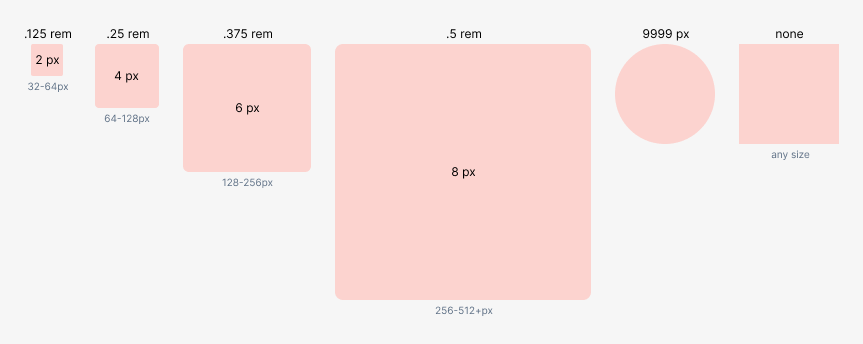 .125 rem
2 px
32-64px
.25 rem
4 px
64-128px
.375 rem
6 px
128-256px
.5 rem
8 px
256-512+px
9999 px
none
any size